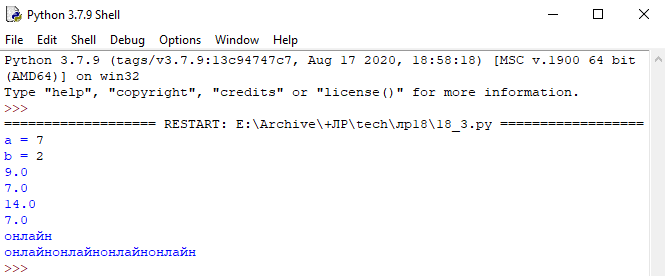 Python 3.7.9 Shell
File Edit Shell Debug Options Window Help
Python 3.7.9 (tags/v3.7.9:13c94747c7, Aug 17 2020, 18:58:18) [MSC v.1900 64 bit
(AMD64)] on win32
Type "help", "copyright", "credits" or "license()" for more information.
>>>
=================== RESTART: E:\Archive\+ЛР\tech\лр18\18_3.py ==================
a = 7
b = 2
9.0
7.0
14.0
7.0
онлайн
онлайнонлайнонлайнонлайн
>>>